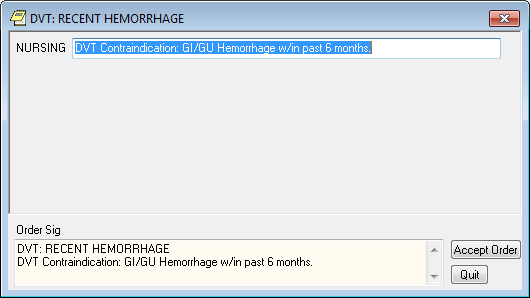 DVT: RECENT HEMORRHAGE
NURSING DVT Contraindication: GI/GU Hemorrhage w/in past 6 months.
Order Sig
DVT: RECENT HEMORRHAGE
DVT Contraindication: GI/GU Hemorrhage w/in past 6 months.
Accept Order
Quit